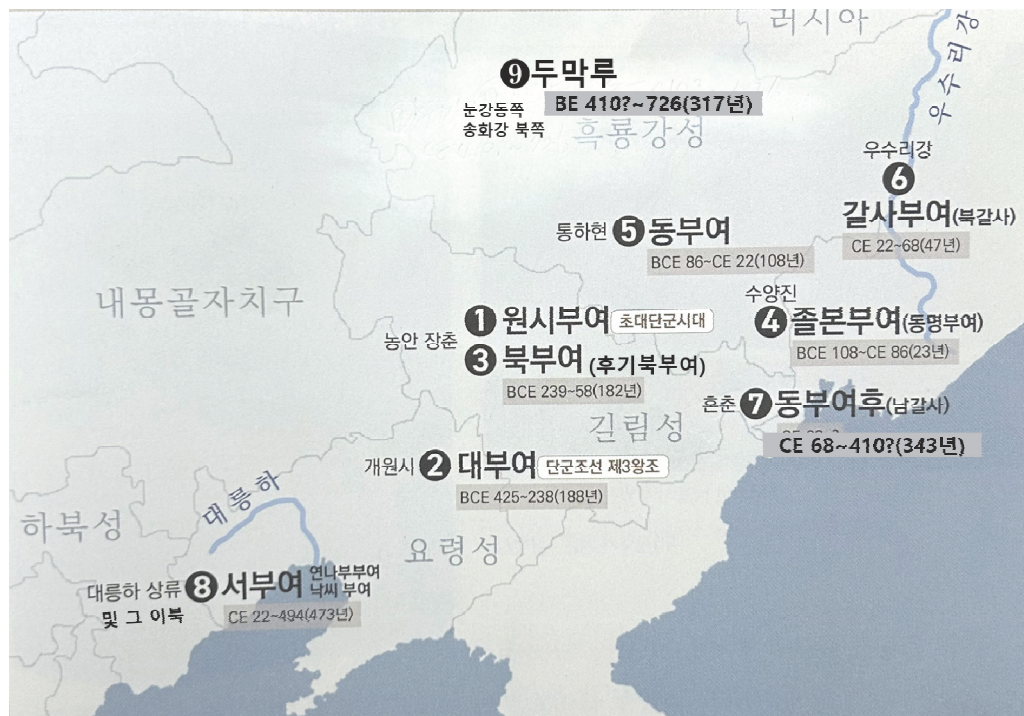 러시아
우수리강
❾두막루
BE 410?~726(317년)
눈강동쪽
송화강 북쪽
흑룡강성
우수리강
❻
갈사부여(북갈사)
CE 22~68(47년)
통하현 ❺ 동부여
BCE 86~CE 22(108년)
내몽골자치구
수양진
❹ 졸본부여(동명부여)
BCE 108~CE 86(23년)
농안 장춘
❶ 원시부여 초대단군시대
❸ 북부여 (후기북부여)
BCE 239~58(182년)
길림성
훈춘 ❼ 동부여후(남갈사)
CE 68~410?(343년)
개원시 ❷ 대부여 단군조선 제3왕조
BCE 425~238(188년)
대릉하
하북성
요령성
대릉하 상류 ❽ 서부여 연나부부여
낙씨 부여
및 그 이북
CE 22~494(473년)